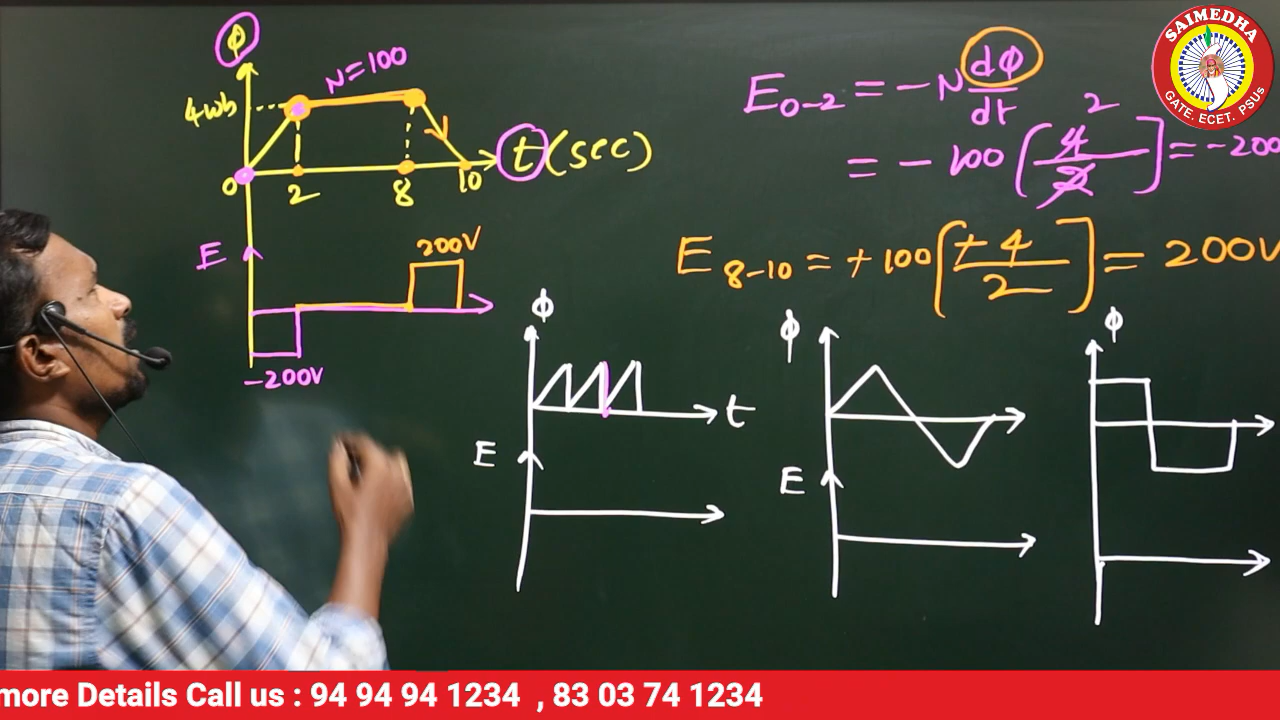 SAIMEDHA
GATE. ECET. PSUs
ϕ
N=100
4wb
0 2 8 10 t (sec)
E
200V
-200V
E₀₋₂ = -N dϕ/dt
= -100 [4/2] = -200
2
E₈₋₁₀ = +100 [+4/2] = 200V
ϕ
t
E
ϕ
E
ϕ
more Details Call us : 94 94 94 1234 , 83 03 74 1234